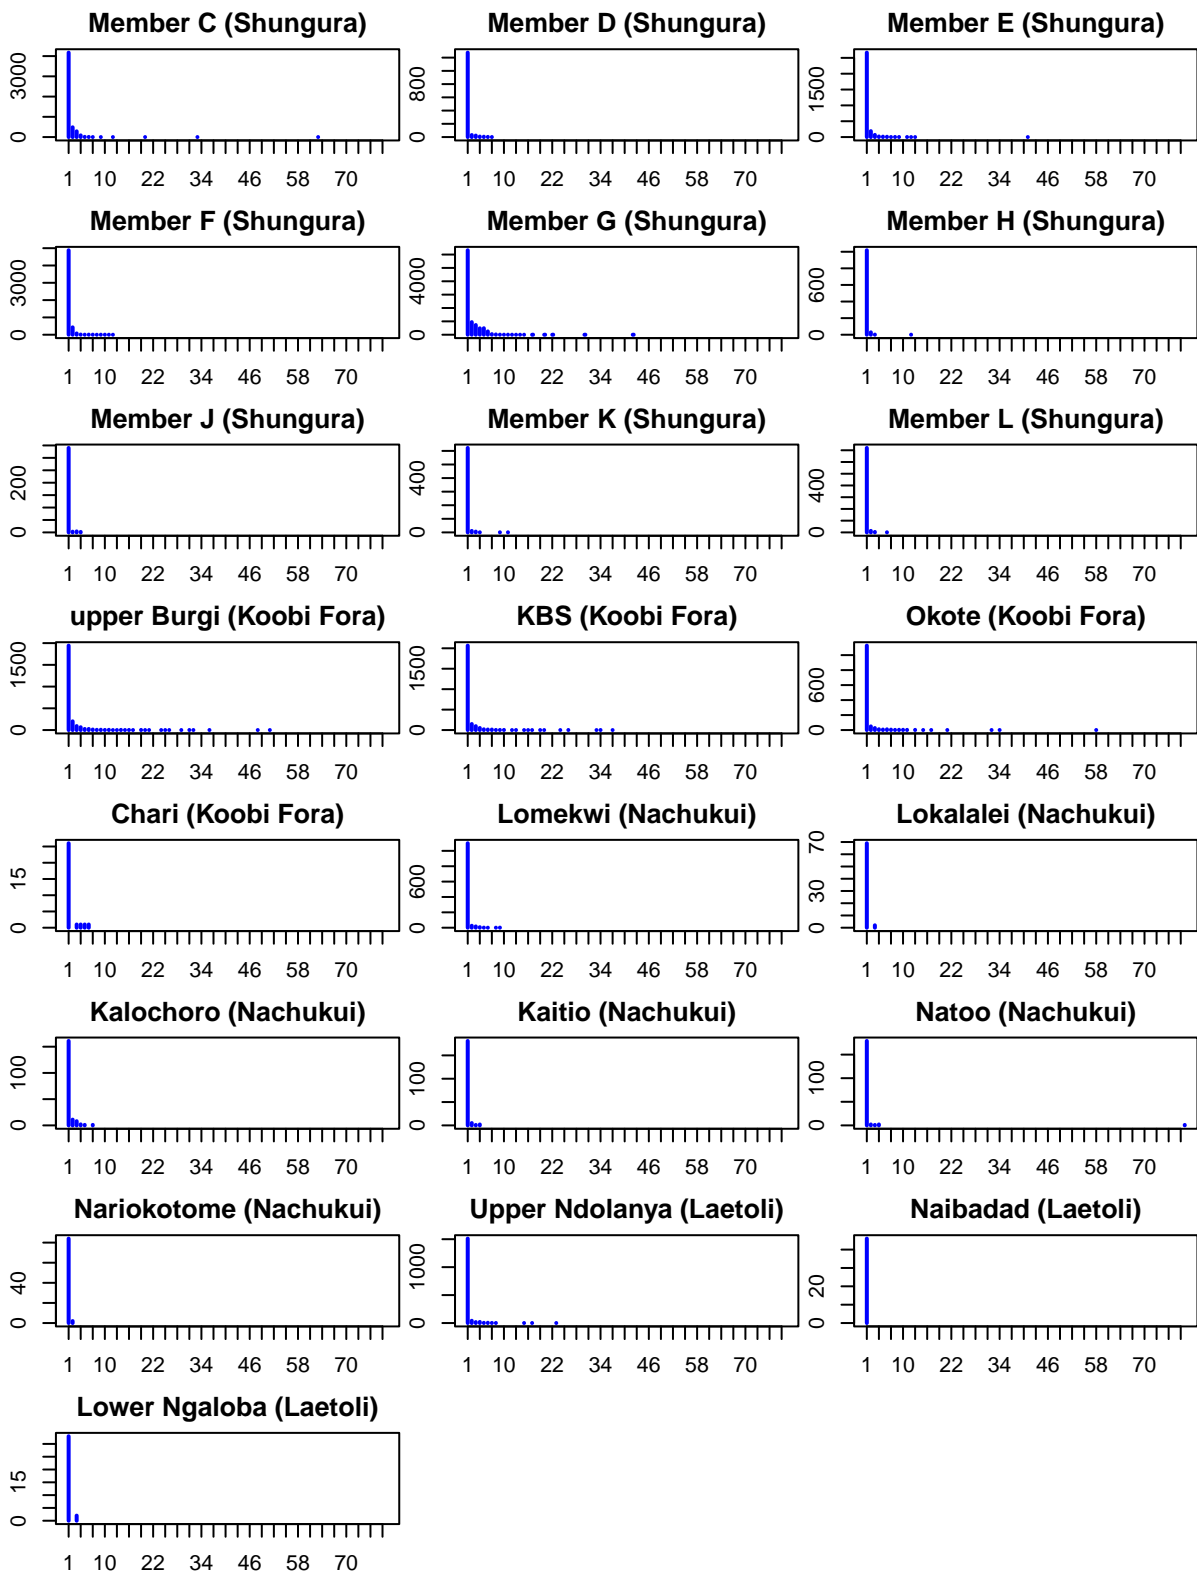 Member C (Shungura)
Member D (Shungura)
Member E (Shungura)
0 3000
0 800
0 1500
1 10 22 34 46 58 70
1 10 22 34 46 58 70
1 10 22 34 46 58 70
Member F (Shungura)
Member G (Shungura)
Member H (Shungura)
0 3000
0 4000
0 600
1 10 22 34 46 58 70
1 10 22 34 46 58 70
1 10 22 34 46 58 70
Member J (Shungura)
Member K (Shungura)
Member L (Shungura)
0 200
0 400
0 400
1 10 22 34 46 58 70
1 10 22 34 46 58 70
1 10 22 34 46 58 70
upper Burgi (Koobi Fora)
KBS (Koobi Fora)
Okote (Koobi Fora)
0 1500
0 1500
0 600
1 10 22 34 46 58 70
1 10 22 34 46 58 70
1 10 22 34 46 58 70
Chari (Koobi Fora)
Lomekwi (Nachukui)
Lokalalei (Nachukui)
0 15
0 600
0 30 70
1 10 22 34 46 58 70
1 10 22 34 46 58 70
1 10 22 34 46 58 70
Kalochoro (Nachukui)
Kaitio (Nachukui)
Natoo (Nachukui)
0 100
0 100
0 100
1 10 22 34 46 58 70
1 10 22 34 46 58 70
1 10 22 34 46 58 70
Nariokotome (Nachukui)
Upper Ndolanya (Laetoli)
Naibadad (Laetoli)
0 40
0 1000
0 20
1 10 22 34 46 58 70
1 10 22 34 46 58 70
1 10 22 34 46 58 70
Lower Ngaloba (Laetoli)
0 15
1 10 22 34 46 58 70